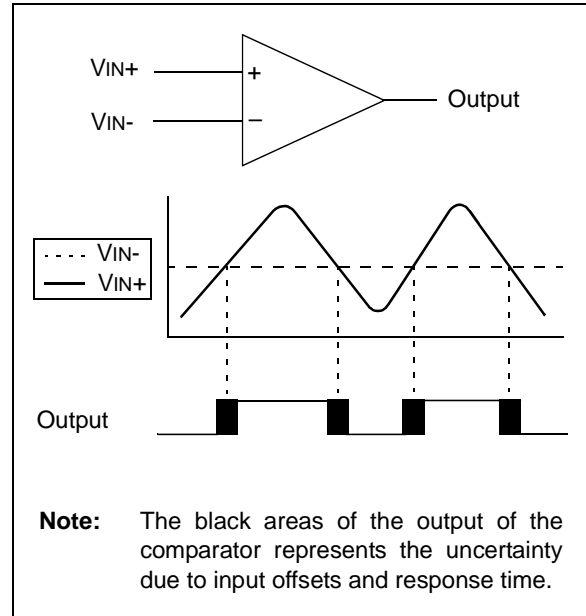 VIN+
+
Output
VIN-
–
VIN-
VIN+
Output
Note: The black areas of the output of the
comparator represents the uncertainty
due to input offsets and response time.